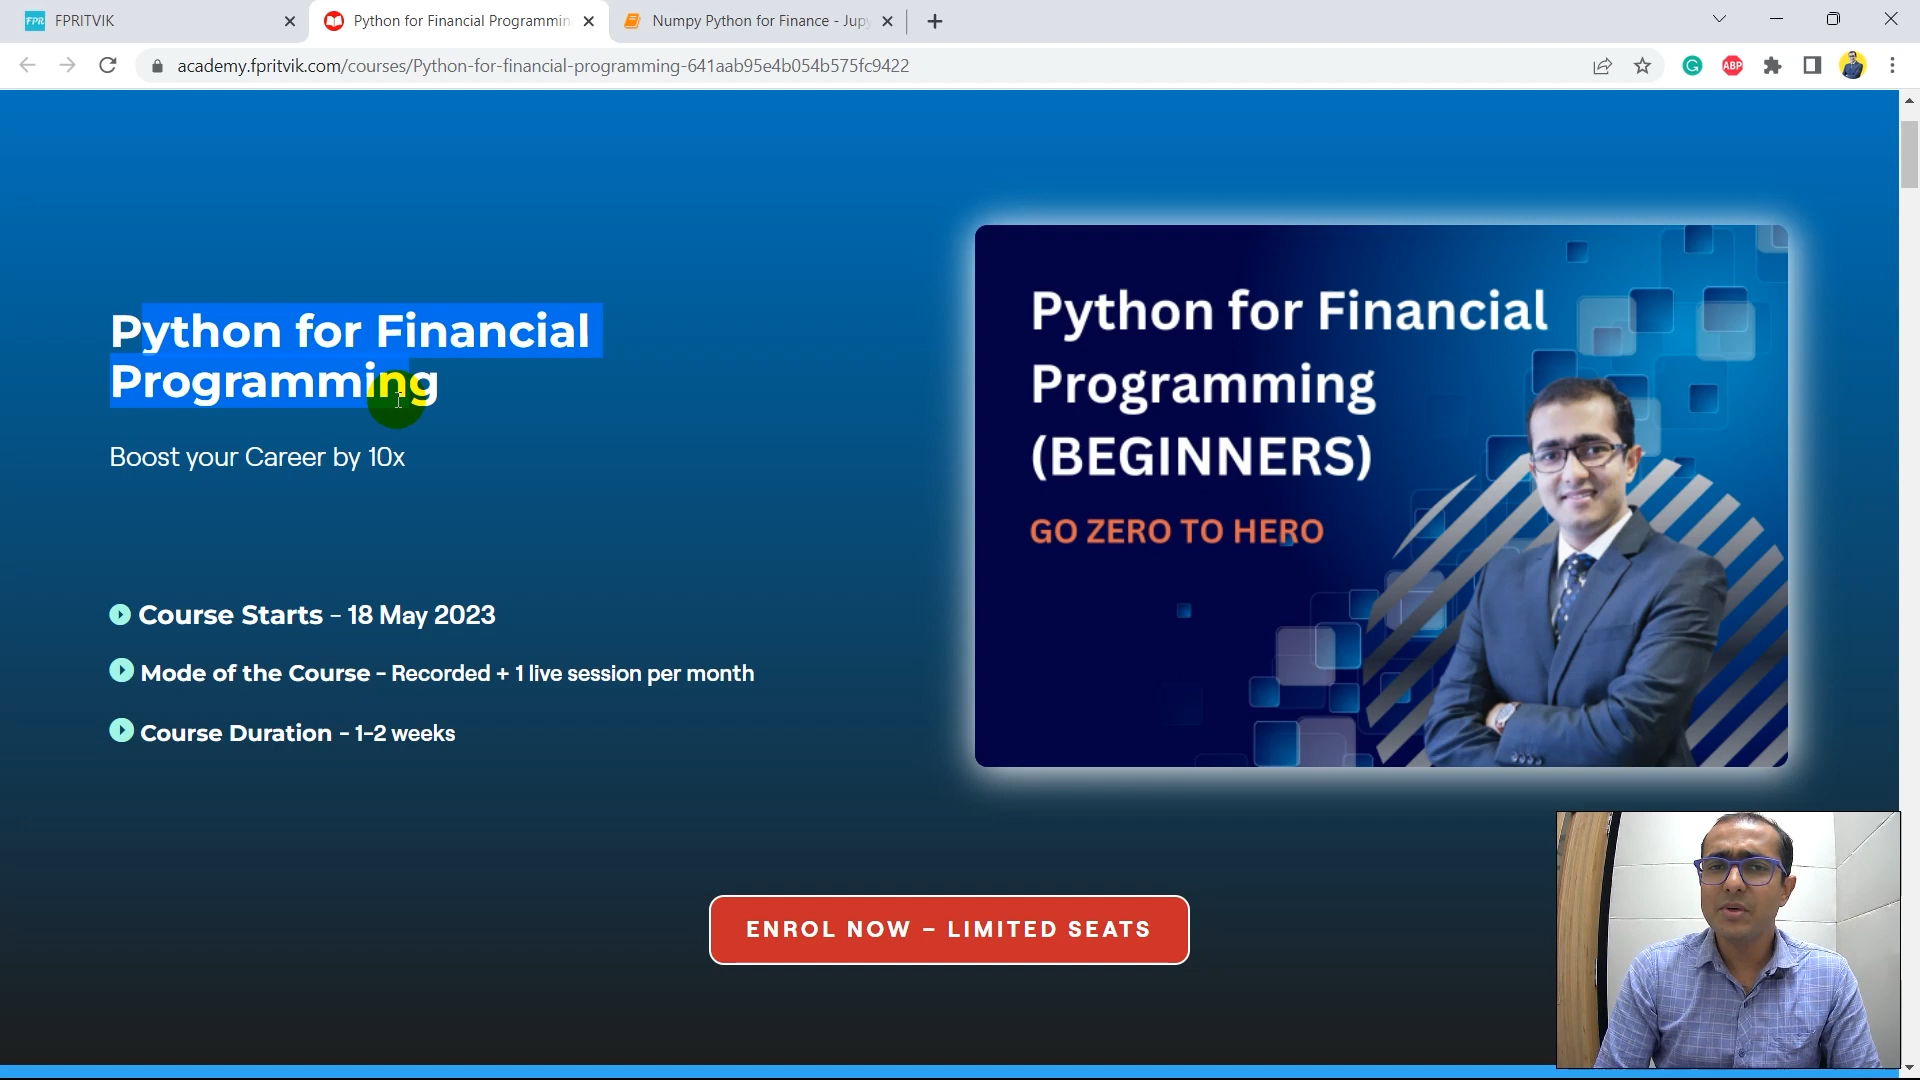 FPR FPRITVIK
Python for Financial Programmin
Numpy Python for Finance - Jupy
academy.fpritvik.com/courses/Python-for-financial-programming-641aab95e4b054b575fc9422
ABP
Python for Financial
Programming
Boost your Career by 10x
Course Starts - 18 May 2023
Mode of the Course - Recorded + 1 live session per month
Course Duration - 1-2 weeks
Python for Financial
Programming
(BEGINNERS)
GO ZERO TO HERO
ENROL NOW – LIMITED SEATS